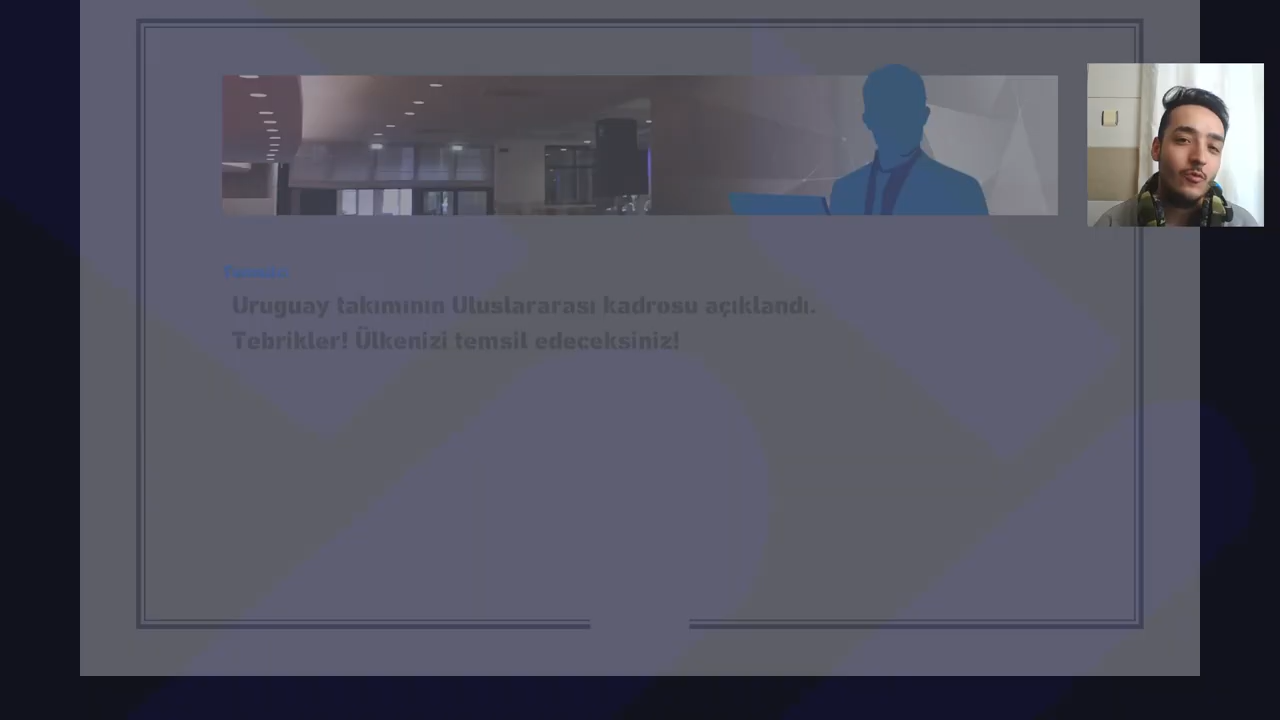 Uruguay takımının Uluslararası kadrosu açıklandı.
Tebrikler! Ülkenizi temsil edeceksiniz!